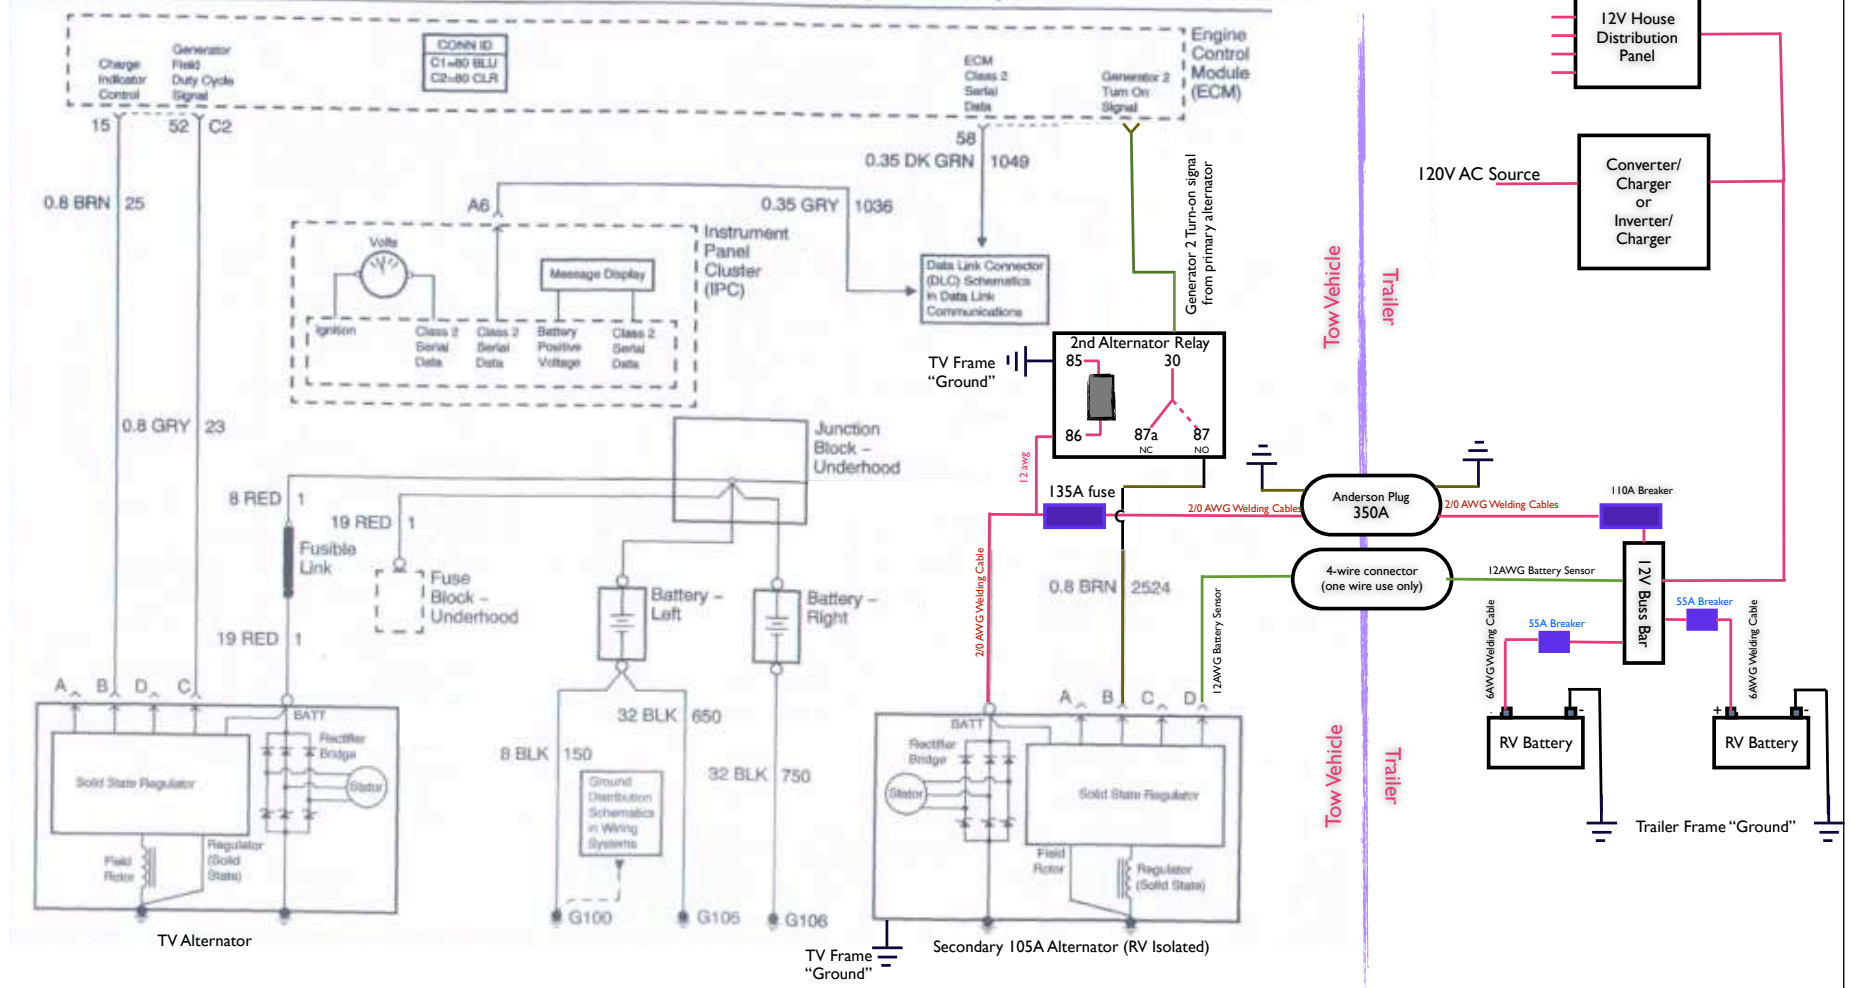 Engine
Control
Module
(ECM)
Charge
Indicator
Control
Generator
Field
Duty Cycle
Signal
CONN ID
C1=80 BLU
C2=80 CLR
ECM
Class 2
Serial
Data
Generator 2
Turn On
Signal
15
52
C2
58
0.35 DK GRN
1049
0.8 BRN
25
A6
0.35 GRY
1036
Instrument
Panel
Cluster
(IPC)
Volts
Message Display
Ignition
Class 2
Serial
Data
Class 2
Serial
Data
Battery
Positive
Voltage
Class 2
Serial
Data
Data Link Connector
(DLC) Schematics
in Data Link
Communications
Generator 2 Turn-on signal
from primary alternator
2nd Alternator Relay
85
30
86
87a
NC
87
NO
TV Frame
“Ground”
12 awg
135A fuse
0.8 GRY
23
Junction
Block –
Underhood
8 RED
1
19 RED
1
Fusible
Link
Fuse
Block –
Underhood
19 RED
1
Battery –
Left
Battery –
Right
32 BLK
650
8 BLK
150
32 BLK
750
Ground
Distribution
Schematics
in Wiring
Systems
G100
G105
G106
A
B
D
C
BATT
Rectifier
Bridge
Solid State Regulator
Stator
Field
Rotor
Regulator
(Solid
State)
TV Alternator
2/0 AWG Welding Cable
0.8 BRN
2524
12AWG Battery Sensor
A
B
C
D
BATT
Rectifier
Bridge
Stator
Solid State Regulator
Field
Rotor
Regulator
(Solid State)
TV Frame
“Ground”
Secondary 105A Alternator (RV Isolated)
Tow Vehicle
Trailer
Tow Vehicle
Trailer
2/0 AWG Welding Cables
Anderson Plug
350A
2/0 AWG Welding Cables
110A Breaker
4-wire connector
(one wire use only)
12AWG Battery Sensor
12V House
Distribution
Panel
120V AC Source
Converter/
Charger
or
Inverter/
Charger
12V Buss Bar
55A Breaker
55A Breaker
6AWG Welding Cable
6AWG Welding Cable
-
RV Battery
+
-
RV Battery
Trailer Frame “Ground”